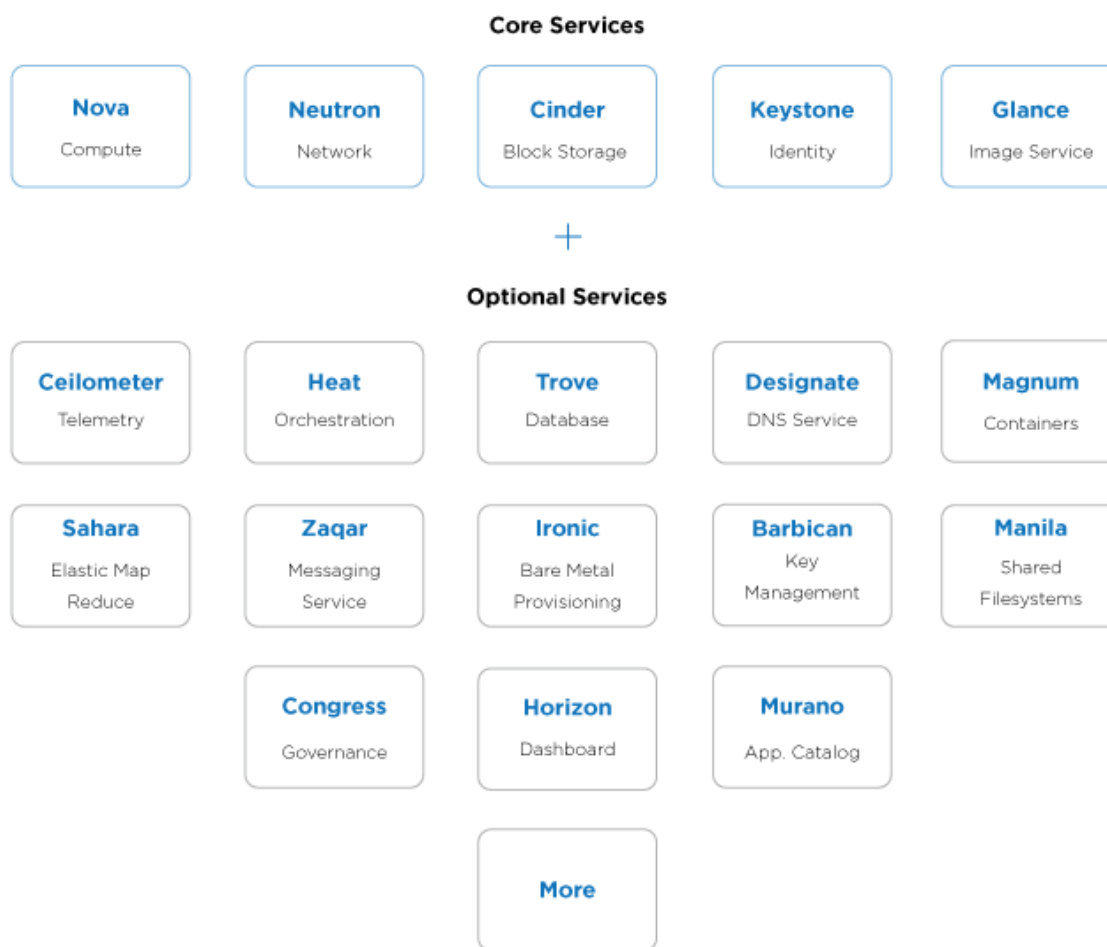 Core Services
Nova
Compute
Neutron
Network
Cinder
Block Storage
Keystone
Identity
Glance
Image Service
+
Optional Services
Ceilometer
Telemetry
Heat
Orchestration
Trove
Database
Designate
DNS Service
Magnum
Containers
Sahara
Elastic Map
Reduce
Zaqar
Messaging
Service
Ironic
Bare Metal
Provisioning
Barbican
Key
Management
Manila
Shared
Filesystems
Congress
Governance
Horizon
Dashboard
Murano
App. Catalog
More